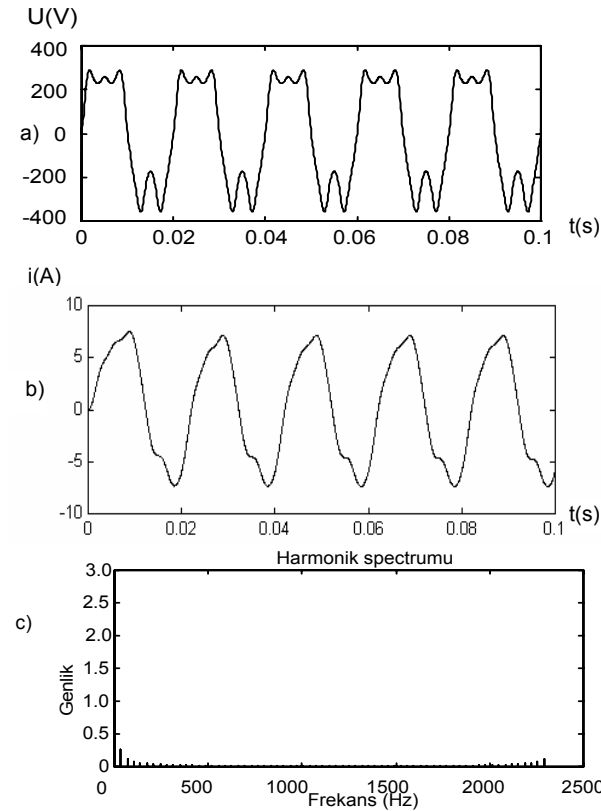 U(V)
400
200
a) 0
-200
-400
0 0.02 0.04 0.06 0.08 0.1 t(s)
i(A)
10
5
b) 0
-5
-10
0 0.02 0.04 0.06 0.08 0.1 t(s)
Harmonik spectrumu
3.0
2.5
c) 2.0
1.5
Genlik
1.0
0.5
0
0 500 1000 1500 2000 2500
Frekans (Hz)